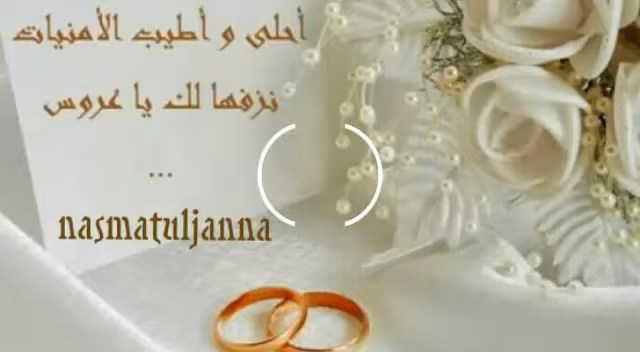 أحلى و أطيب الأمنيات
نزفها لك يا عروس
...
nasmatuljanna